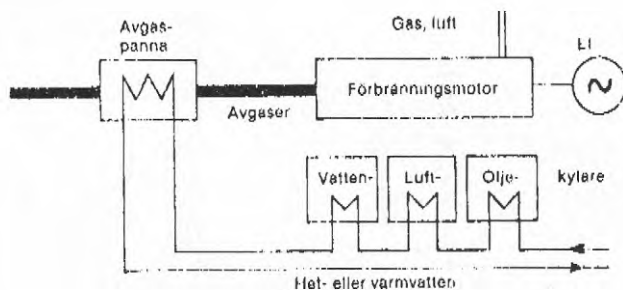 Avgas-
panna
Gas, luft
El
Förbränningsmotor
Avgaser
Vatten-
Luft-
Olje-
kylare
Het- eller varmvatten